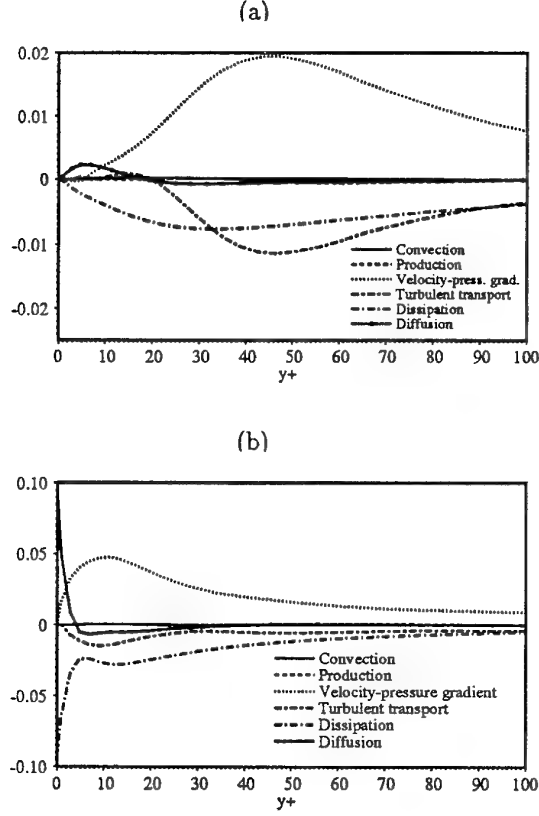 (a)
0.02
0.01
0
-0.01
-0.02
Convection
Production
Velocity-press. grad.
Turbulent transport
Dissipation
Diffusion
0 10 20 30 40 50 60 70 80 90 100
y+
(b)
0.10
0.05
0
-0.05
-0.10
Convection
Production
Velocity-pressure gradient
Turbulent transport
Dissipation
Diffusion
0 10 20 30 40 50 60 70 80 90 100
y+